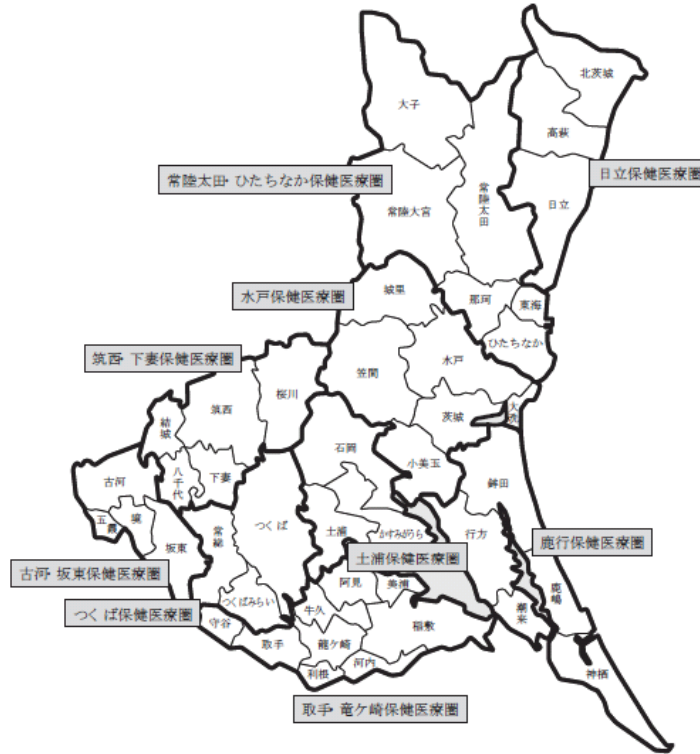 北茨城
大子
高萩
常陸太田・ひたちなか保健医療圏
日立保健医療圏
常陸大宮
常陸太田
日立
水戸保健医療圏
城里
那珂
東海
ひたちなか
筑西・下妻保健医療圏
笠間
水戸
桜川
筑西
結城
茨城
大洗
石岡
小美玉
古河
八千代
下妻
鉾田
五霞
境
坂東
常総
つくば
土浦
かすみがうら
行方
鹿行保健医療圏
土浦保健医療圏
古河・坂東保健医療圏
阿見
美浦
鹿嶋
つくば保健医療圏
つくばみらい
牛久
稲敷
潮来
守谷
取手
龍ケ崎
河内
利根
神栖
取手・竜ケ崎保健医療圏